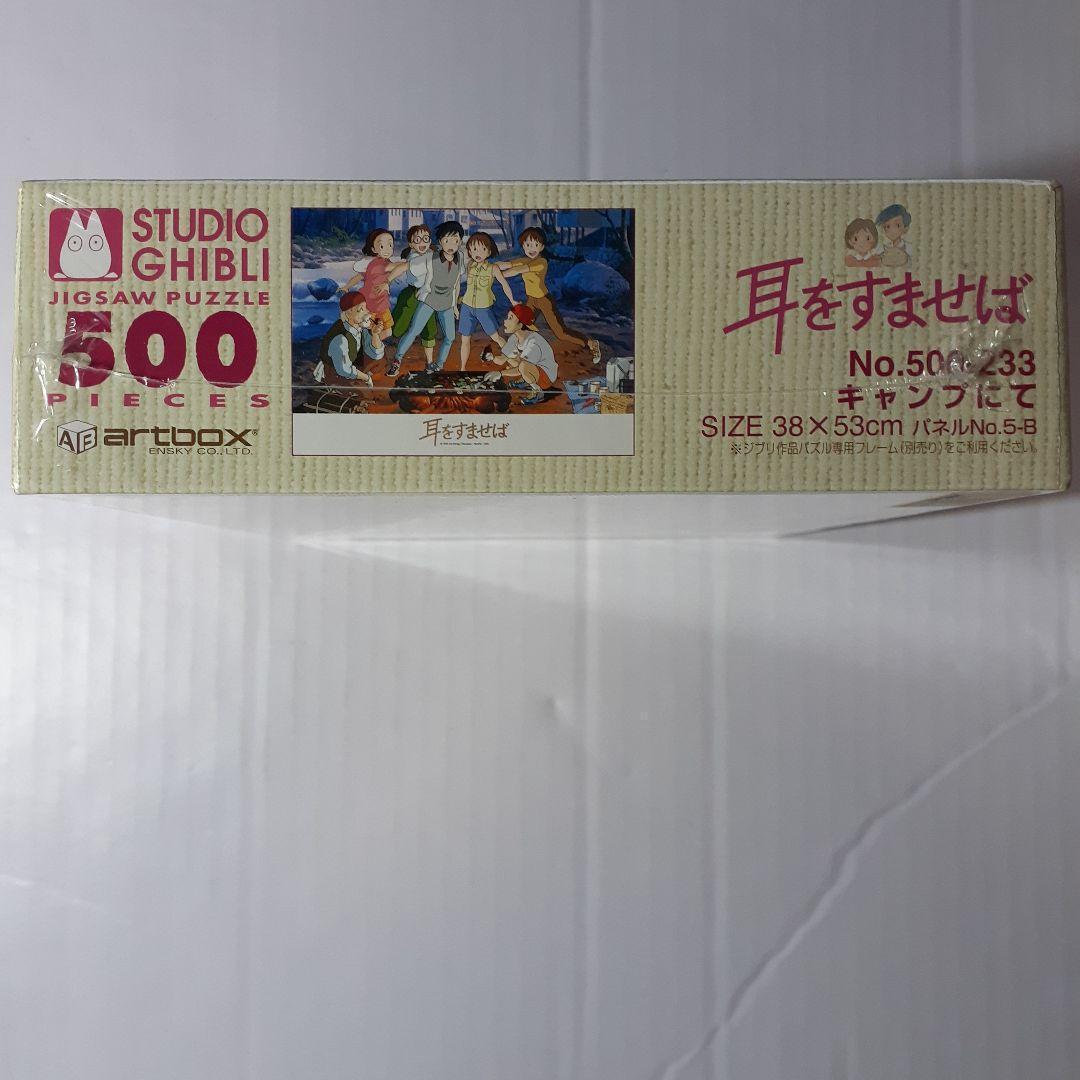 STUDIO
GHIBLI
JIGSAW PUZZLE
500
PIECES
AEB artbox®
ENSKY CO., LTD.
耳をすませば
耳をすませば
No.500-233
キャンプにて
SIZE 38×53cm パネルNo.5-B
※ジブリ作品パズル専用フレーム(別売り)をご利用ください。